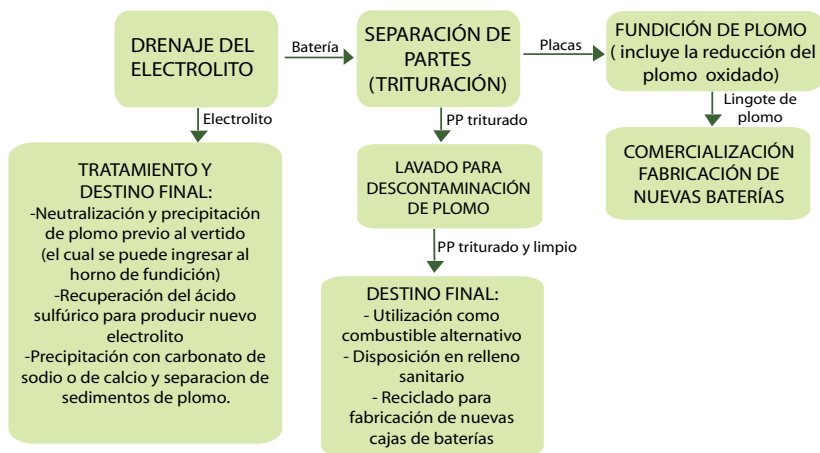 DRENAJE DEL
ELECTROLITO
Batería
SEPARACIÓN DE
PARTES
(TRITURACIÓN)
Placas
FUNDICIÓN DE PLOMO
( incluye la reducción del
plomo oxidado)
Electrolito
PP triturado
Lingote de
plomo
TRATAMIENTO Y
DESTINO FINAL:
-Neutralización y precipitación
de plomo previo al vertido
(el cual se puede ingresar al
horno de fundición)
-Recuperación del ácido
sulfúrico para producir nuevo
electrolito
-Precipitación con carbonato de
sodio o de calcio y separacion de
sedimentos de plomo.
LAVADO PARA
DESCONTAMINACIÓN
DE PLOMO
COMERCIALIZACIÓN
FABRICACIÓN DE
NUEVAS BATERÍAS
PP triturado y limpio
DESTINO FINAL:
- Utilización como
combustible alternativo
- Disposición en relleno
sanitario
- Reciclado para
fabricación de nuevas
cajas de baterías